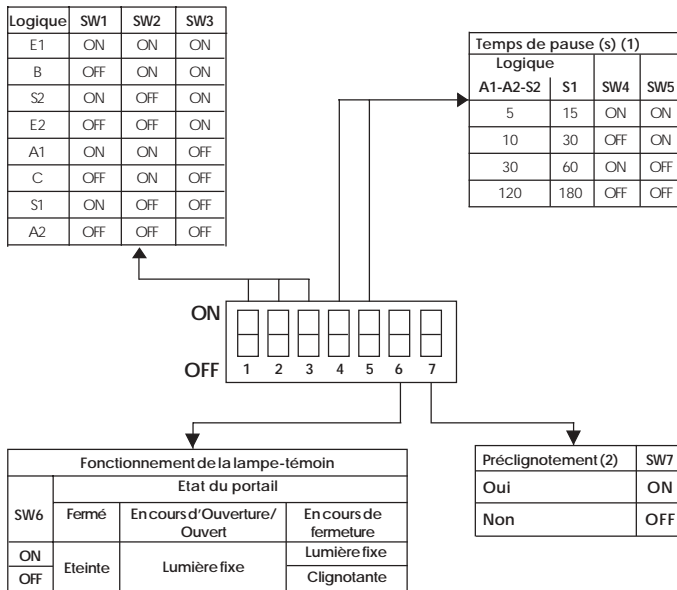 Logique SW1 SW2 SW3
E1 ON ON ON
B OFF ON ON
S2 ON OFF ON
E2 OFF OFF ON
A1 ON ON OFF
C OFF ON OFF
S1 ON OFF OFF
A2 OFF OFF OFF
Temps de pause (s) (1)
Logique
A1-A2-S2 S1 SW4 SW5
5 15 ON ON
10 30 OFF ON
30 60 ON OFF
120 180 OFF OFF
ON
OFF
1 2 3 4 5 6 7
Fonctionnement de la lampe-témoin
Etat du portail
SW6 Fermé En cours d'Ouverture/ Ouvert En cours de fermeture
ON Eteinte Lumière fixe Lumière fixe
OFF Clignotante
Préclignotement (2) SW7
Oui ON
Non OFF